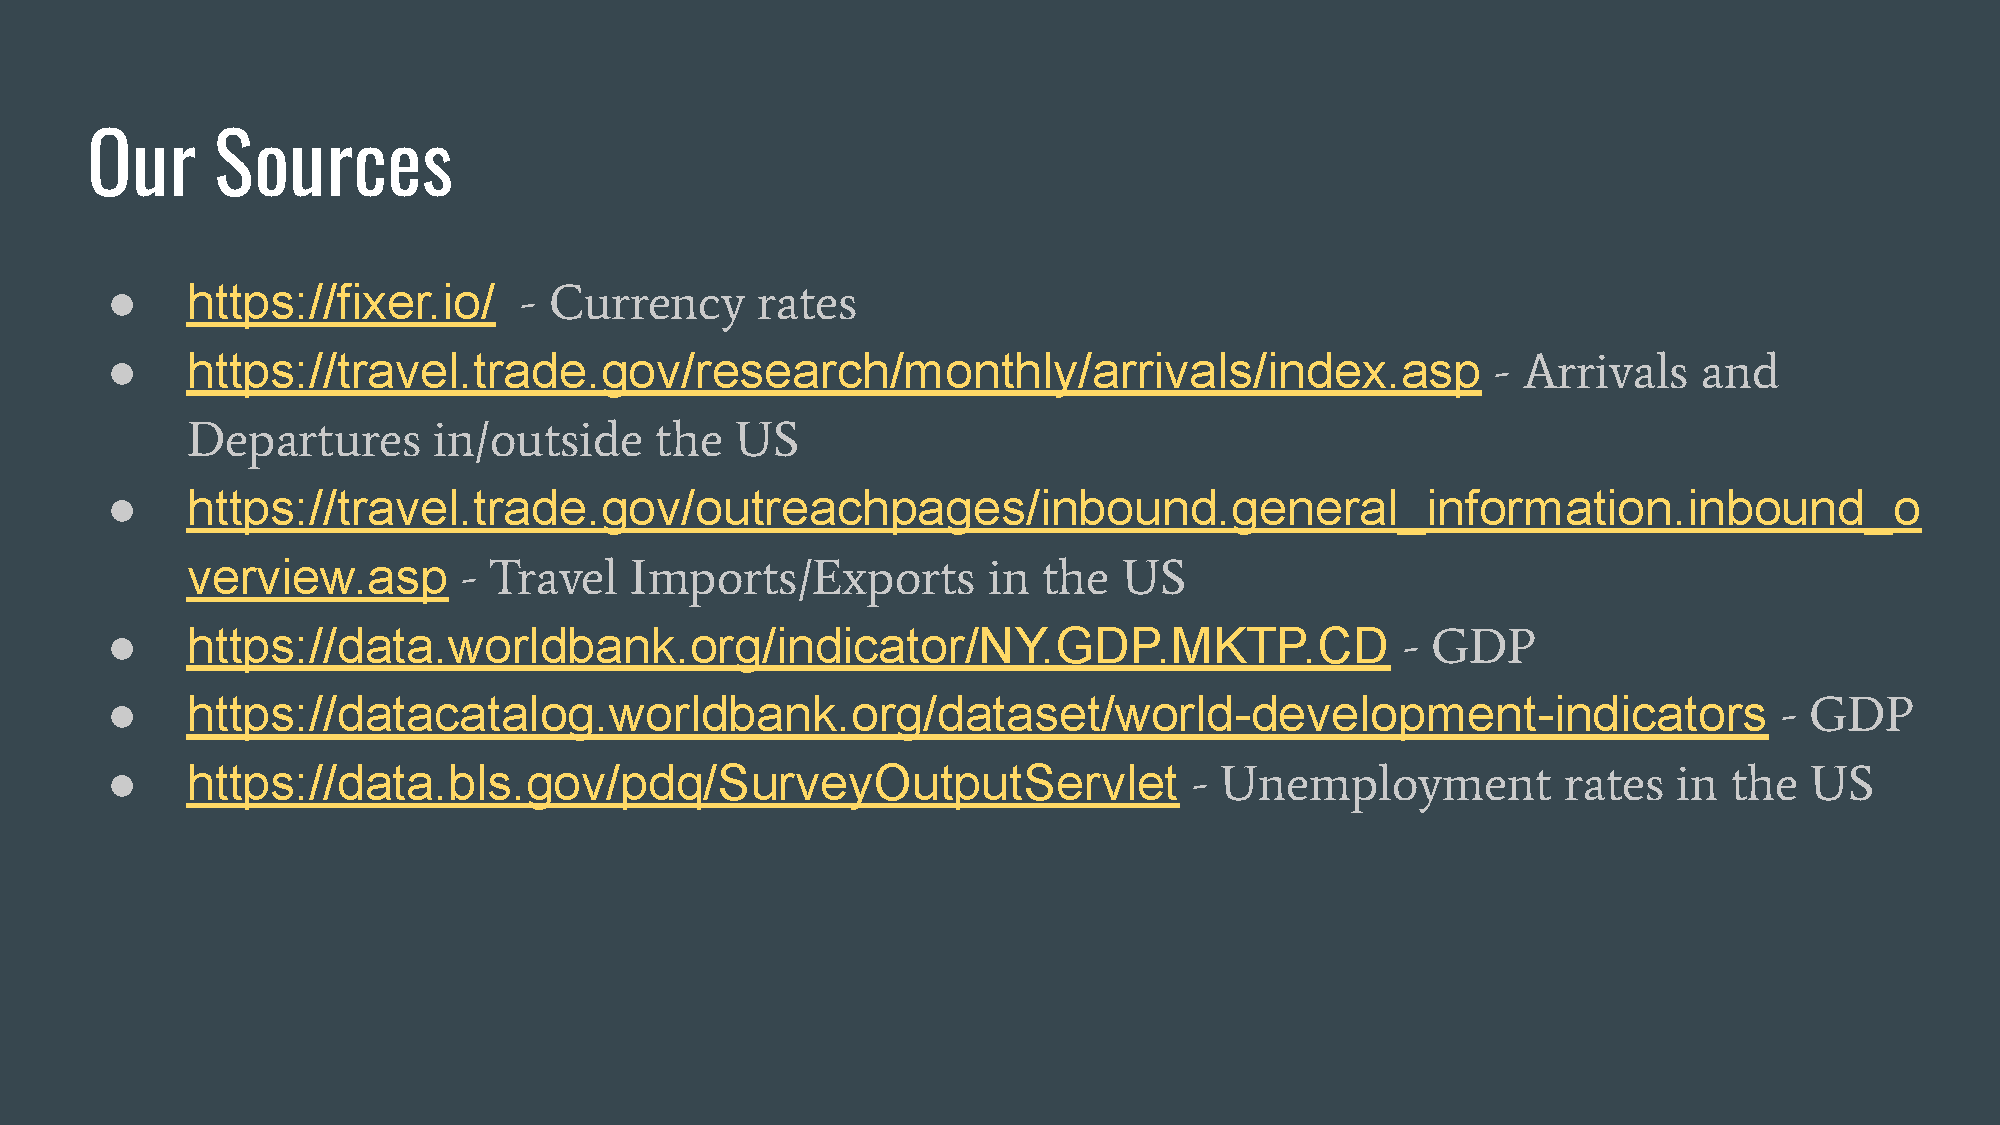 Our Sources
● https://fixer.io/ - Currency rates
● https://travel.trade.gov/research/monthly/arrivals/index.asp - Arrivals and
Departures in/outside the US
● https://travel.trade.gov/outreachpages/inbound.general_information.inbound_o
verview.asp - Travel Imports/Exports in the US
● https://data.worldbank.org/indicator/NY.GDP.MKTP.CD - GDP
● https://datacatalog.worldbank.org/dataset/world-development-indicators - GDP
● https://data.bls.gov/pdq/SurveyOutputServlet - Unemployment rates in the US